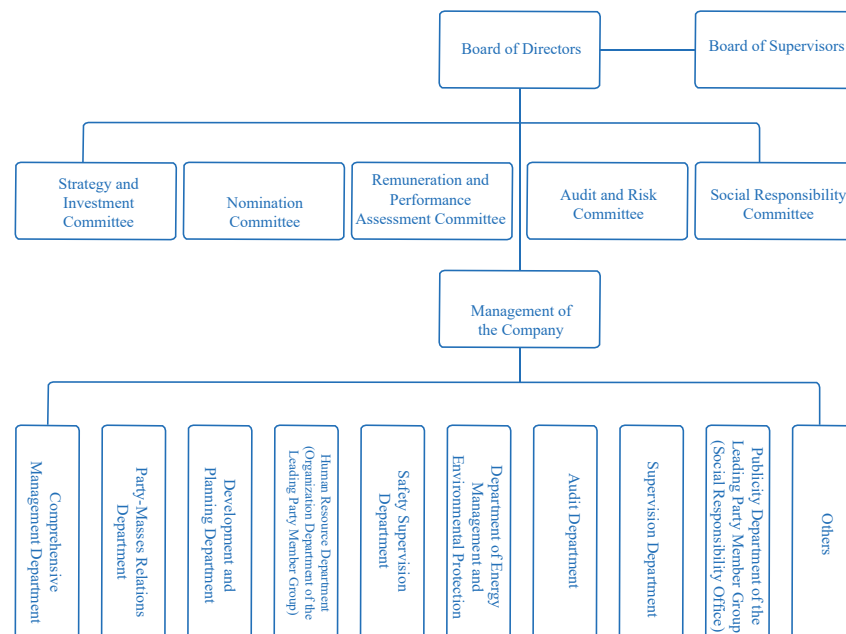 Board of Directors
Board of Supervisors
Strategy and
Investment
Committee
Nomination
Committee
Remuneration and
Performance
Assessment Committee
Audit and Risk
Committee
Social Responsibility
Committee
Management of
the Company
Comprehensive
Management Department
Party-Masses Relations
Department
Development and
Planning Department
Human Resource Department
(Organization Department of the
Leading Party Member Group)
Safety Supervision
Department
Department of Energy
Management and
Environmental Protection
Audit Department
Supervision Department
Publicity Department of the
Leading Party Member Group
(Social Responsibility Office)
Others